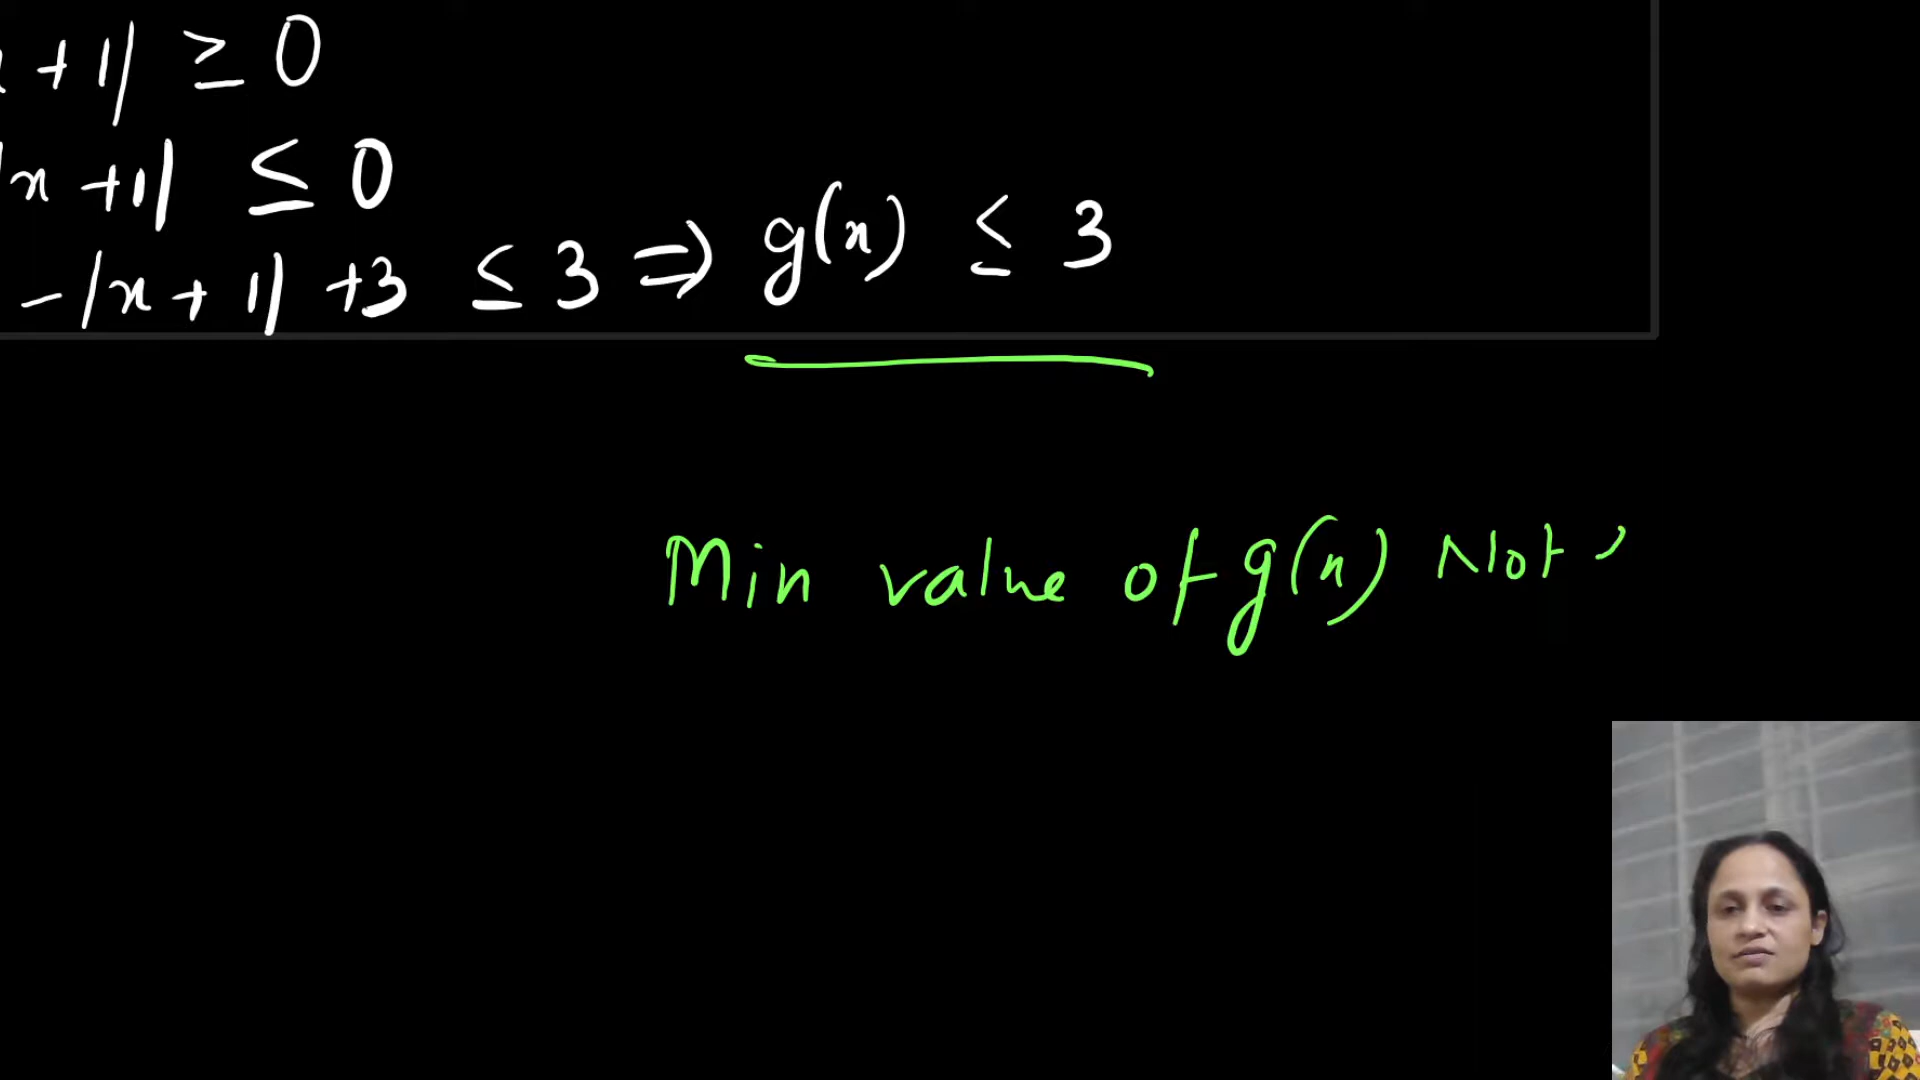 +1| ≥ 0
|x +1| ≤ 0
-|x + 1| +3 ≤ 3 ⇒ g(x) ≤ 3
Min value of g(x) Not